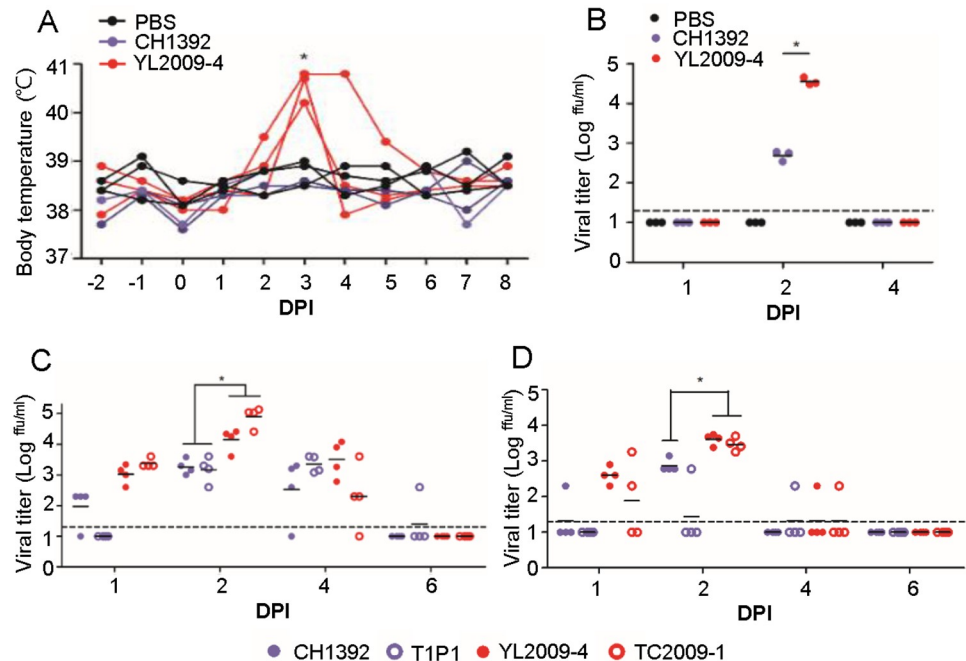 A
PBS
CH1392
YL2009-4
Body temperature (℃)
41
40
39
38
37
*
-2 -1 0 1 2 3 4 5 6 7 8
DPI
B
PBS
CH1392
YL2009-4
Viral titer (Log ffu/ml)
5
4
3
2
1
0
*
1 2 4
DPI
C
Viral titer (Log ffu/ml)
5
4
3
2
1
0
*
1 2 4 6
DPI
D
Viral titer (Log ffu/ml)
5
4
3
2
1
0
*
1 2 4 6
DPI
CH1392 T1P1 YL2009-4 TC2009-1